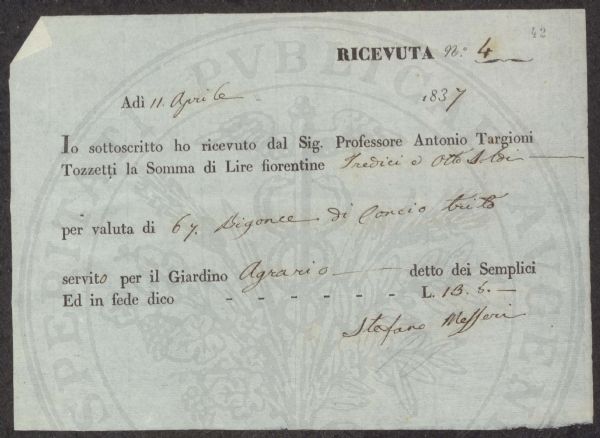 42
RICEVUTA N.º 4
Adì 11. Aprile 1837
Io sottoscritto ho ricevuto dal Sig. Professore Antonio Targioni
Tozzetti la Somma di Lire fiorentine Tredici e Otto Soldi
per valuta di 67. Bigonce di Concio trito
servito per il Giardino Agrario detto dei Semplici
Ed in fede dico - - - - - - L. 13. 8. —
Stefano Messeri